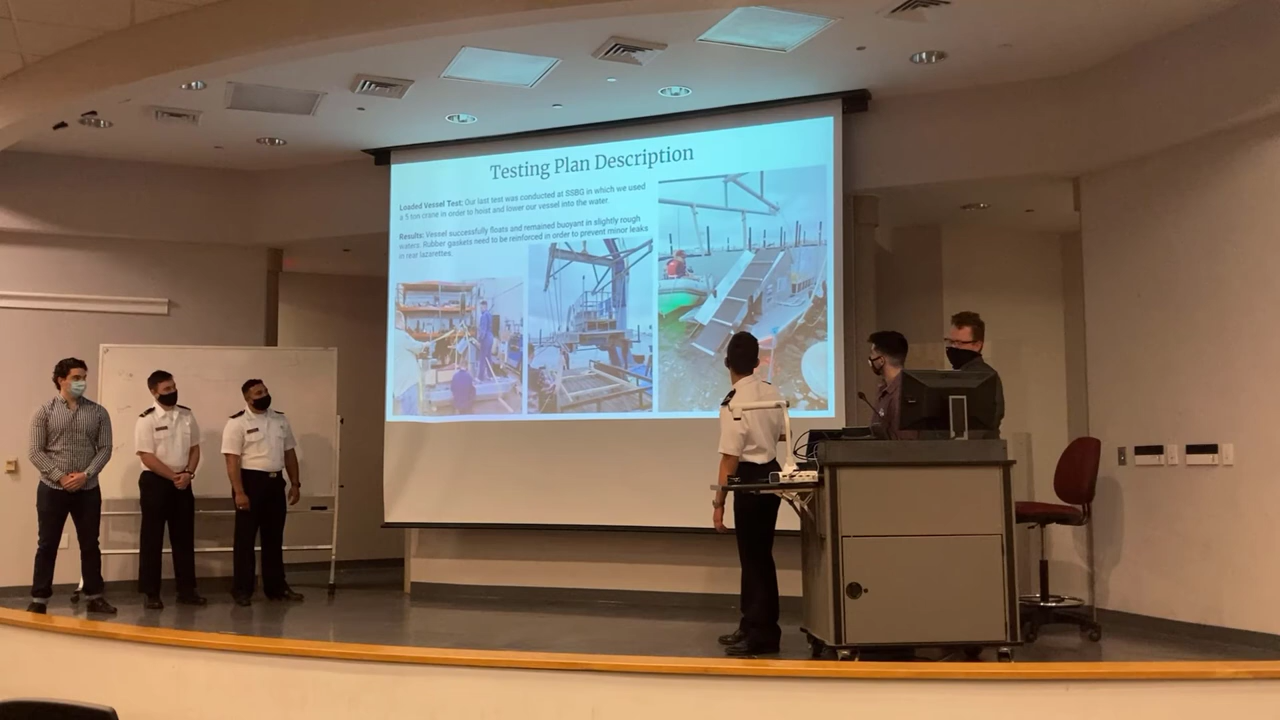 Testing Plan Description
Loaded Vessel Test: Our last test was conducted at SSBG in which we used
a 5 ton crane in order to hoist and lower our vessel into the water.
Results: Vessel successfully floats and remained buoyant in slightly rough
waters. Rubber gaskets need to be reinforced in order to prevent minor leaks
in rear lazarettes.